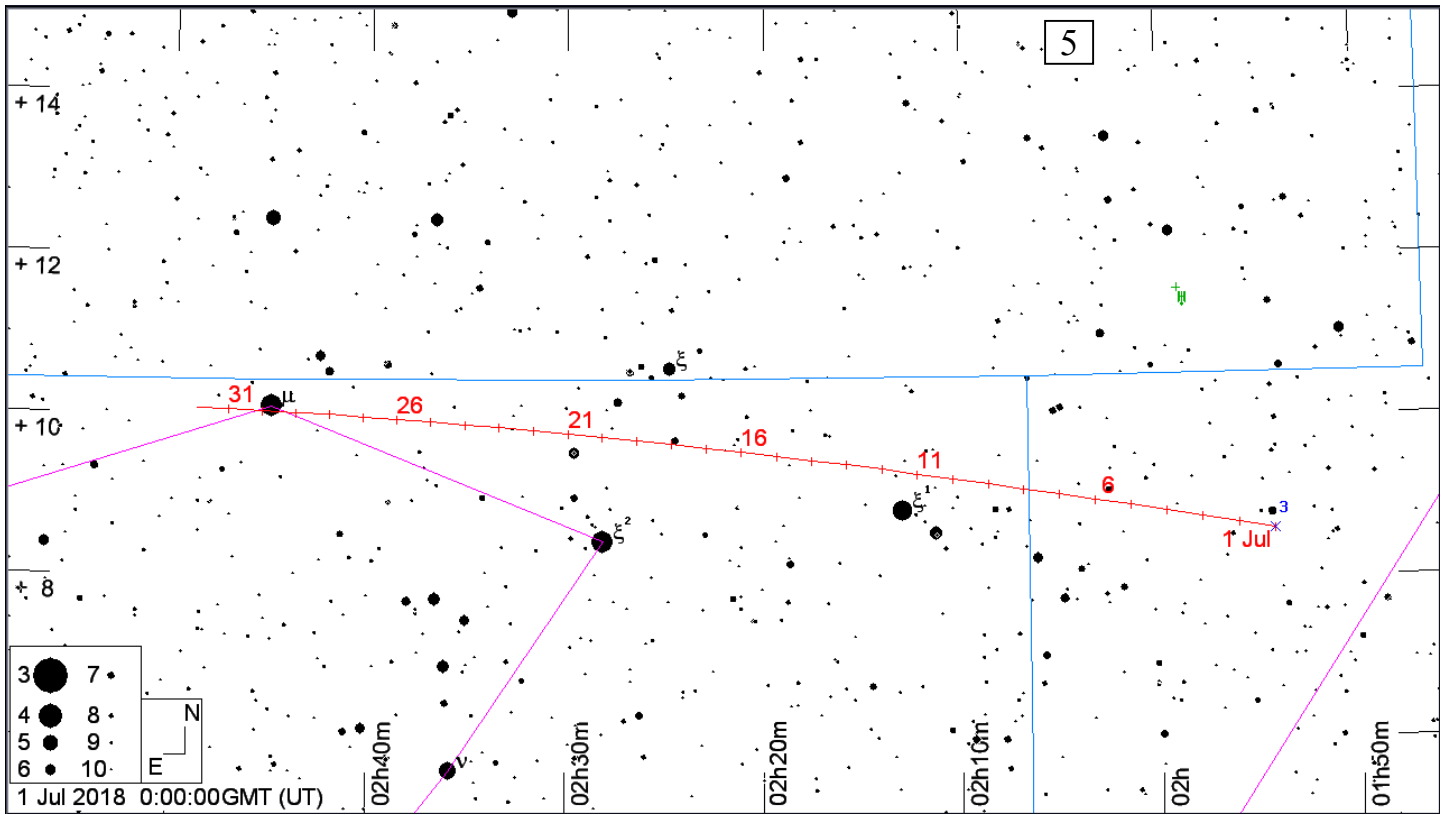 5
+ 14
+ 12
ξ
31 μ 26
21
+ 10
16
11
6
ξ¹
3
1 Jul
ξ²
+ 8
3 7
4 8
5 9
6 10
N
E
ν
02h40m
02h30m
02h20m
02h10m
02h
01h50m
1 Jul 2018 0:00:00GMT (UT)